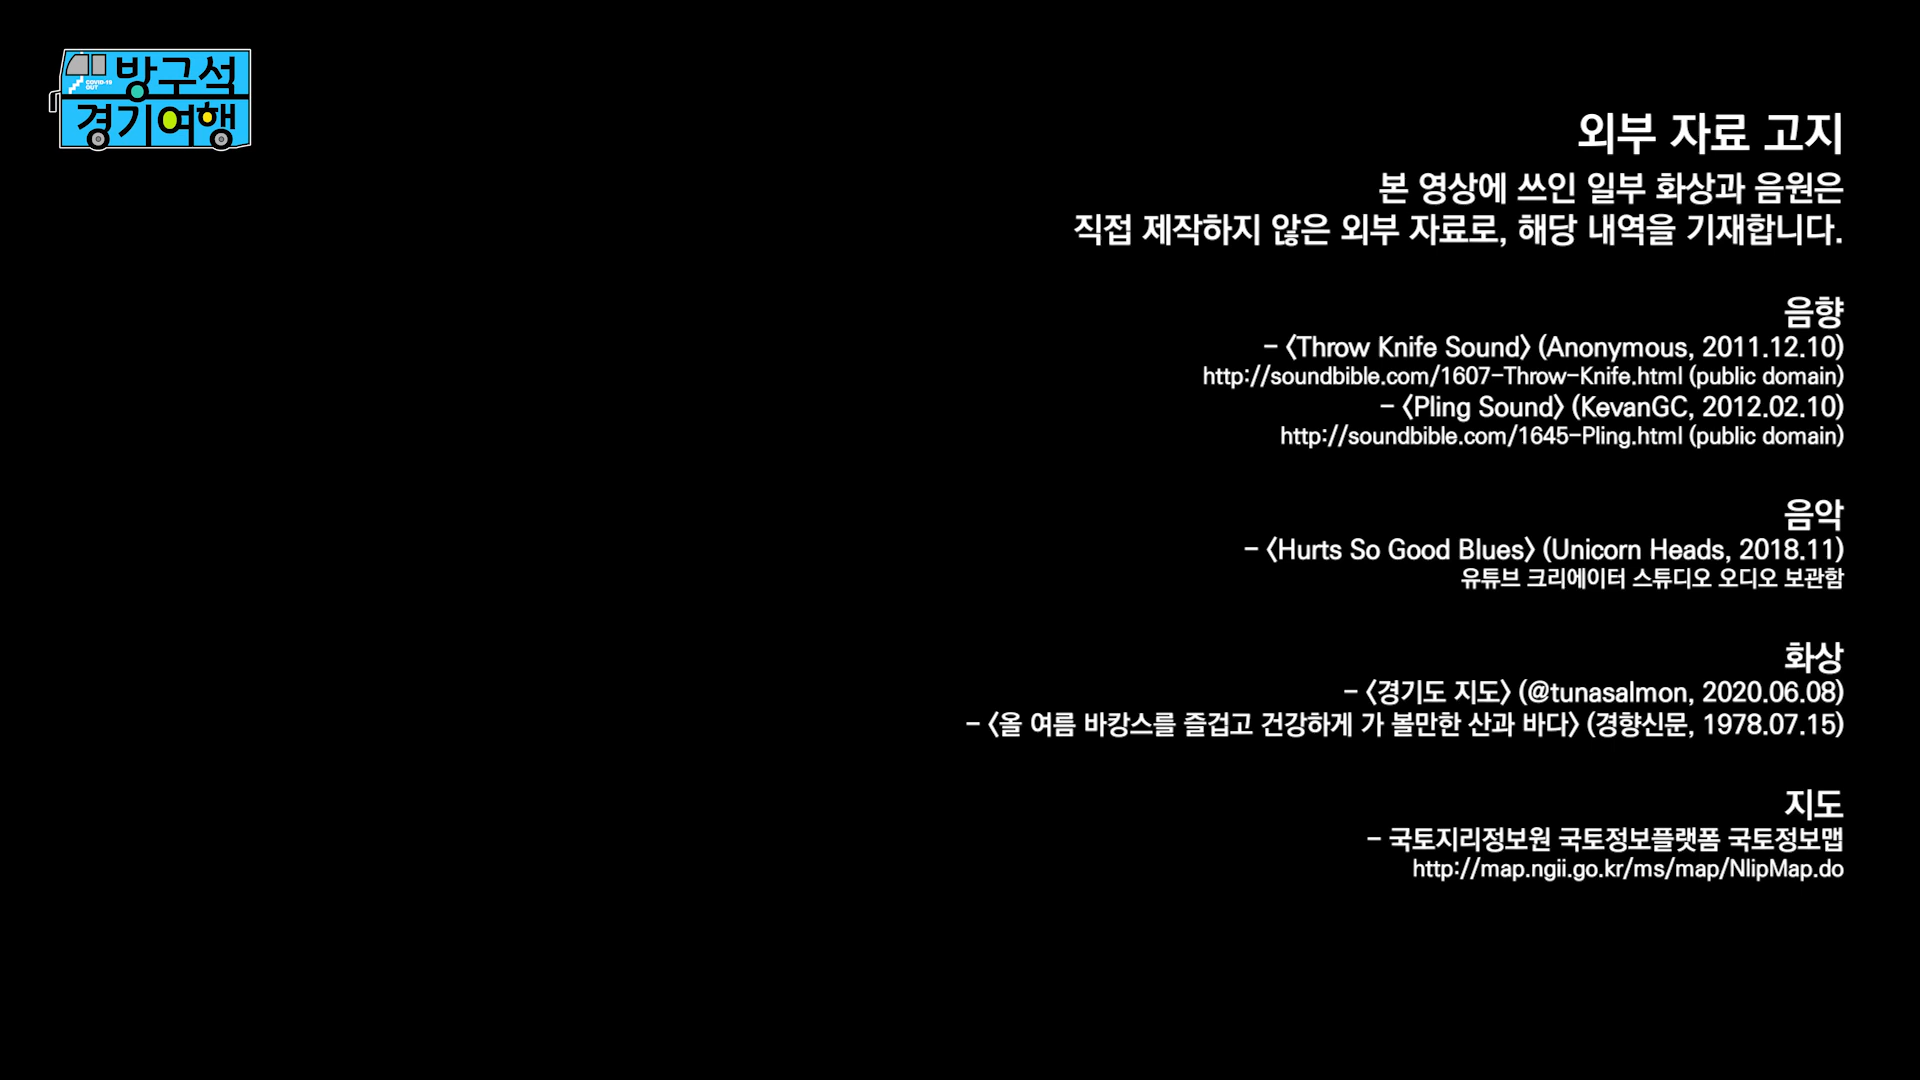 방구석
COVID-19
OUT
경기여행
외부 자료 고지
본 영상에 쓰인 일부 화상과 음원은
직접 제작하지 않은 외부 자료로, 해당 내역을 기재합니다.
음향
- 〈Throw Knife Sound〉 (Anonymous, 2011.12.10)
http://soundbible.com/1607-Throw-Knife.html (public domain)
- 〈Pling Sound〉 (KevanGC, 2012.02.10)
http://soundbible.com/1645-Pling.html (public domain)
음악
- 〈Hurts So Good Blues〉 (Unicorn Heads, 2018.11)
유튜브 크리에이터 스튜디오 오디오 보관함
화상
- 〈경기도 지도〉 (@tunasalmon, 2020.06.08)
- 〈올 여름 바캉스를 즐겁고 건강하게 가 볼만한 산과 바다〉 (경향신문, 1978.07.15)
지도
- 국토지리정보원 국토정보플랫폼 국토정보맵
http://map.ngii.go.kr/ms/map/NlipMap.do